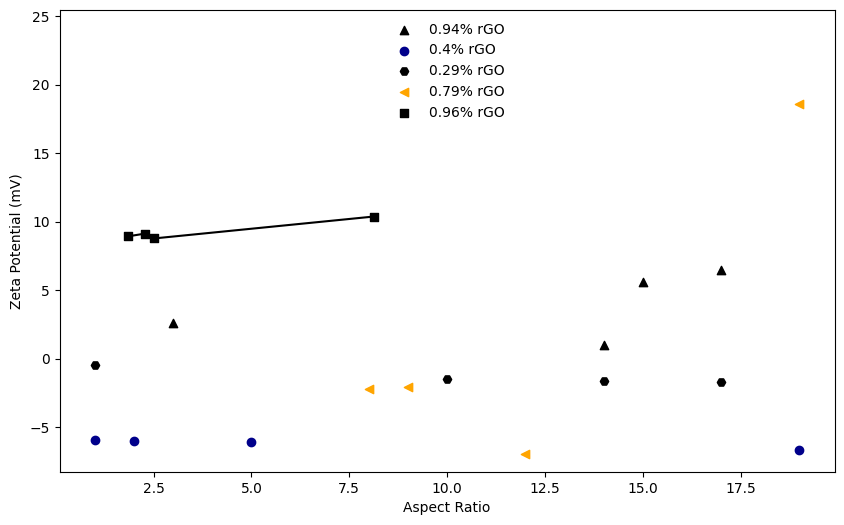 25
20
15
10
5
0
−5
Zeta Potential (mV)
0.94% rGO
0.4% rGO
0.29% rGO
0.79% rGO
0.96% rGO
2.5
5.0
7.5
10.0
12.5
15.0
17.5
Aspect Ratio